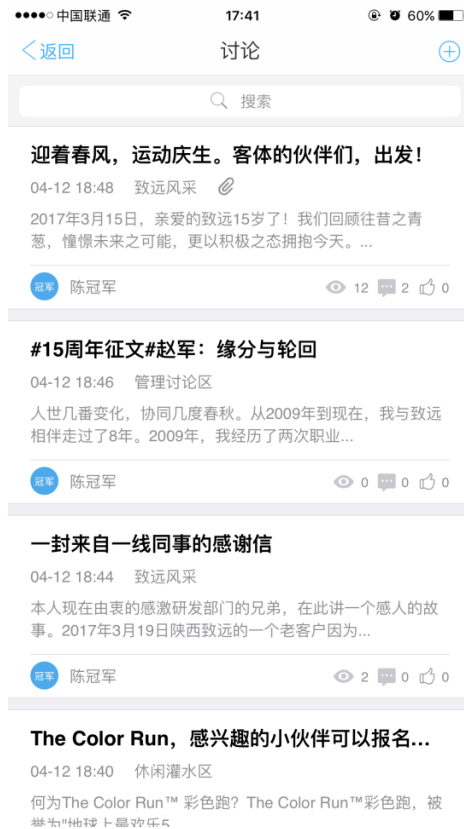 中国联通 17:41 60%
返回 讨论
搜索
迎着春风，运动庆生。客体的伙伴们，出发！
04-12 18:48 致远风采
2017年3月15日，亲爱的致远15岁了！我们回顾往昔之青
葱，憧憬未来之可能，更以积极之态拥抱今天。...
冠军 陈冠军 12 2 0
#15周年征文#赵军：缘分与轮回
04-12 18:46 管理讨论区
人世几番变化，协同几度春秋。从2009年到现在，我与致远
相伴走过了8年。2009年，我经历了两次职业...
冠军 陈冠军 0 0 0
一封来自一线同事的感谢信
04-12 18:44 致远风采
本人现在由衷的感激研发部门的兄弟，在此讲一个感人的故
事。2017年3月19日陕西致远的一个老客户因为...
冠军 陈冠军 2 0 0
The Color Run，感兴趣的小伙伴可以报名...
04-12 18:40 休闲灌水区
何为The Color Run™ 彩色跑？The Color Run™彩色跑，被
誉为"地球上最欢乐5